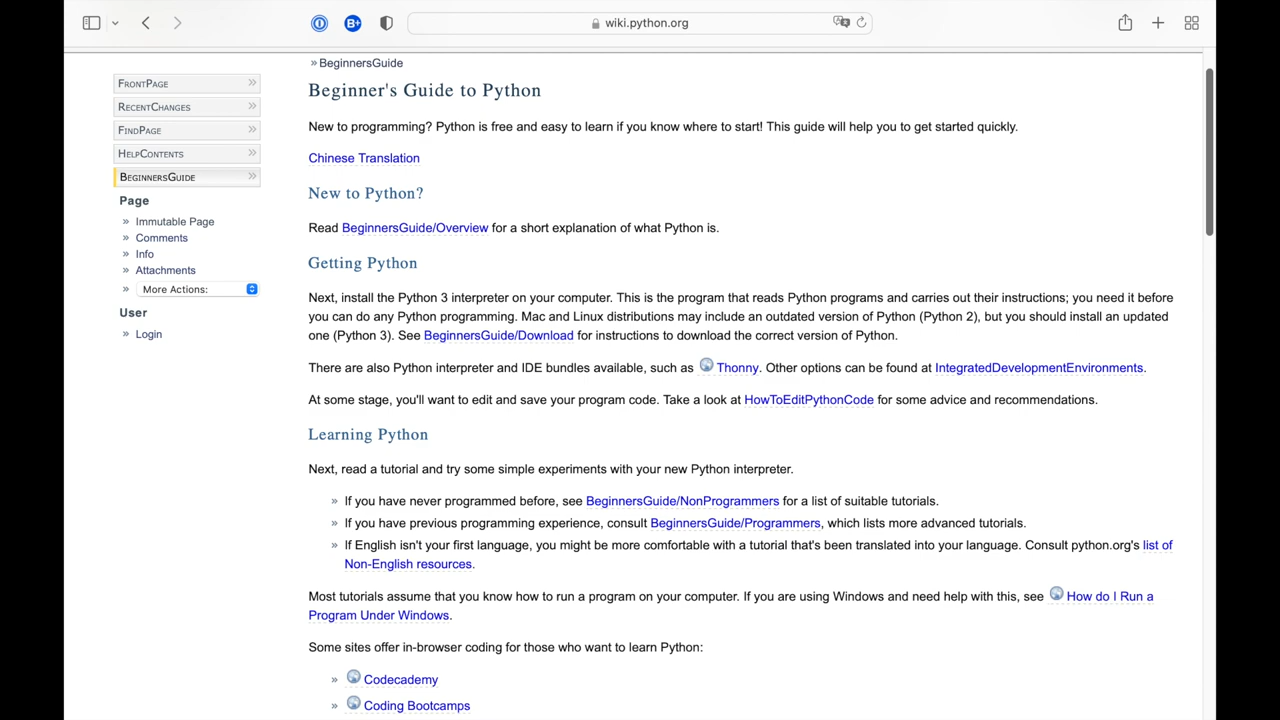 wiki.python.org
» BeginnersGuide
FrontPage »
RecentChanges »
FindPage »
HelpContents »
BeginnersGuide »
Page
» Immutable Page
» Comments
» Info
» Attachments
» More Actions:
User
» Login
Beginner's Guide to Python
New to programming? Python is free and easy to learn if you know where to start! This guide will help you to get started quickly.
Chinese Translation
New to Python?
Read BeginnersGuide/Overview for a short explanation of what Python is.
Getting Python
Next, install the Python 3 interpreter on your computer. This is the program that reads Python programs and carries out their instructions; you need it before
you can do any Python programming. Mac and Linux distributions may include an outdated version of Python (Python 2), but you should install an updated
one (Python 3). See BeginnersGuide/Download for instructions to download the correct version of Python.
There are also Python interpreter and IDE bundles available, such as Thonny. Other options can be found at IntegratedDevelopmentEnvironments.
At some stage, you'll want to edit and save your program code. Take a look at HowToEditPythonCode for some advice and recommendations.
Learning Python
Next, read a tutorial and try some simple experiments with your new Python interpreter.
» If you have never programmed before, see BeginnersGuide/NonProgrammers for a list of suitable tutorials.
» If you have previous programming experience, consult BeginnersGuide/Programmers, which lists more advanced tutorials.
» If English isn't your first language, you might be more comfortable with a tutorial that's been translated into your language. Consult python.org's list of
Non-English resources.
Most tutorials assume that you know how to run a program on your computer. If you are using Windows and need help with this, see How do I Run a
Program Under Windows.
Some sites offer in-browser coding for those who want to learn Python:
» Codecademy
» Coding Bootcamps